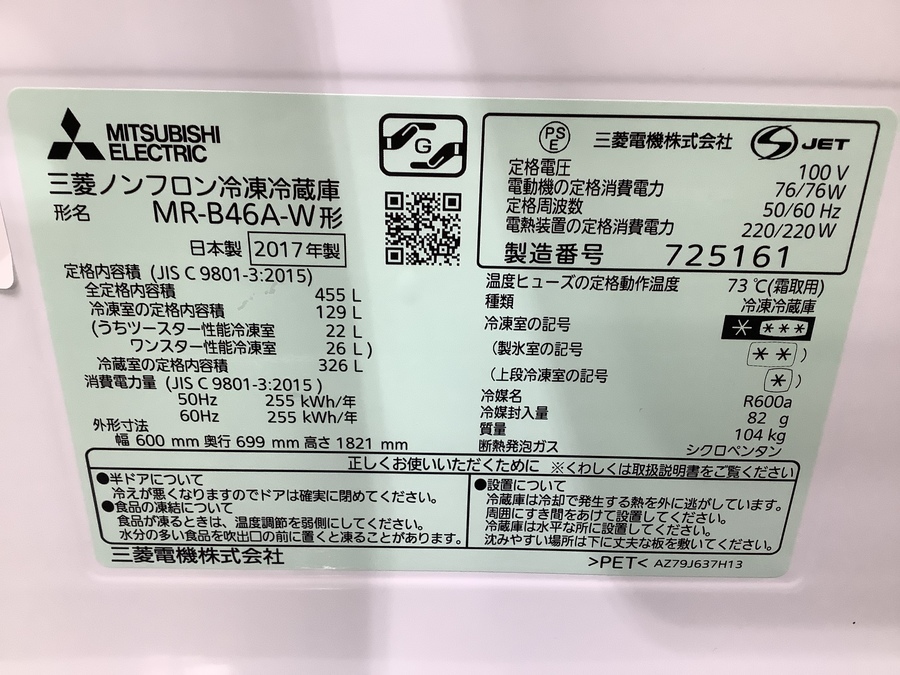 MITSUBISHI
ELECTRIC
三菱ノンフロン冷凍冷蔵庫
形名 MR-B46A-W形
日本製 2017年製
定格内容積 (JIS C 9801-3:2015)
全定格内容積 455 L
冷凍室の定格内容積 129 L
(うちツースター性能冷凍室 22 L
ワンスター性能冷凍室 26 L)
冷蔵室の定格内容積 326 L
消費電力量 (JIS C 9801-3:2015)
50Hz 255 kWh/年
60Hz 255 kWh/年
外形寸法
幅 600 mm 奥行 699 mm 高さ 1821 mm
G
PS
E
三菱電機株式会社
S JET
定格電圧 100 V
電動機の定格消費電力 76/76W
定格周波数 50/60 Hz
電熱装置の定格消費電力 220/220W
製造番号 725161
温度ヒューズの定格動作温度 73℃(霜取用)
種類 冷凍冷蔵庫
冷凍室の記号 * ***
(製氷室の記号 **)
(上段冷凍室の記号 *)
冷媒名 R600a
冷媒封入量 82 g
質量 104 kg
断熱発泡ガス シクロペンタン
正しくお使いいただくために ※くわしくは取扱説明書をご覧ください
●半ドアについて
冷えが悪くなりますのでドアは確実に閉めてください。
●食品の凍結について
食品が凍るときは、温度調節を弱側にしてください。
水分の多い食品を吹出口の前に置くと凍ることがあります。
●設置について
冷蔵庫は冷却で発生する熱を外に逃がしています。
周囲にすき間をあけて設置してください。
冷蔵庫は水平な所に設置してください。
沈みやすい場所は下に丈夫な板を敷いてください。
三菱電機株式会社
>PET< AZ79J637H13